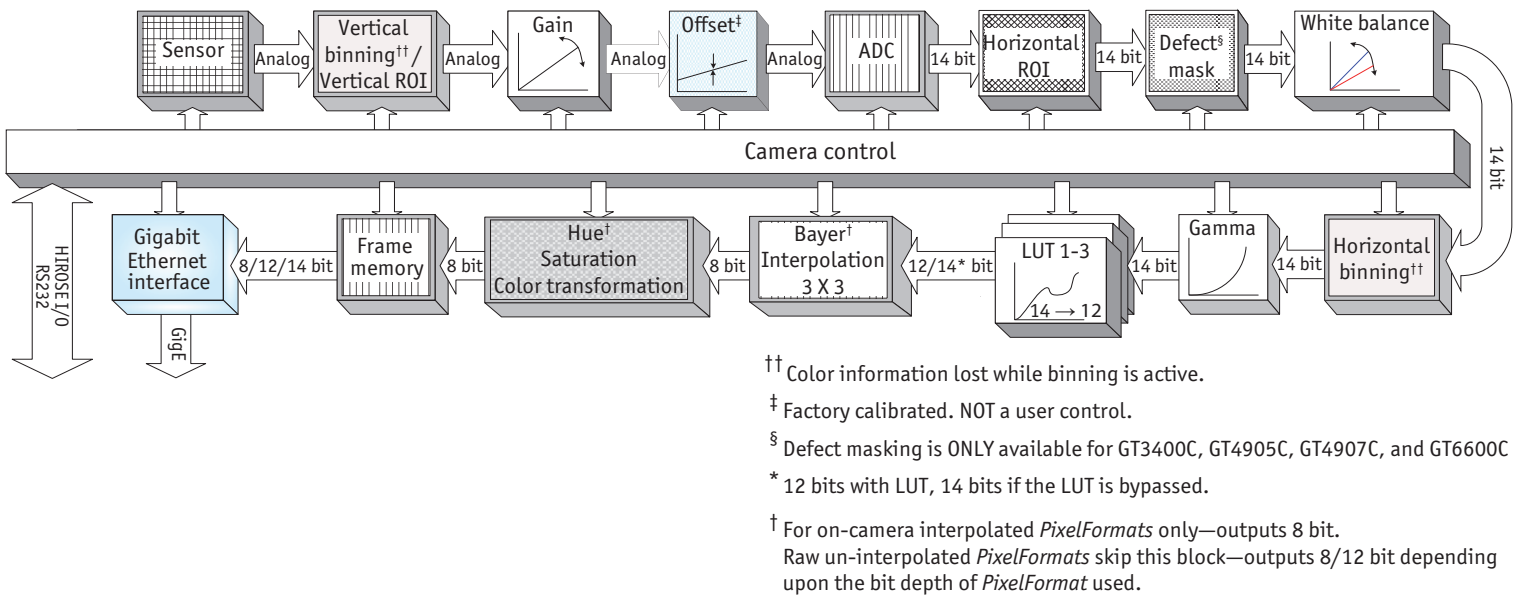 Sensor
Analog
Vertical
binning††/
Vertical ROI
Analog
Gain
Analog
Offset‡
Analog
ADC
14 bit
Horizontal
ROI
14 bit
Defect§
mask
14 bit
White balance
14 bit
Camera control
HIROSE I/O
RS232
Gigabit
Ethernet
interface
GigE
8/12/14 bit
Frame
memory
8 bit
Hue†
Saturation
Color transformation
8 bit
Bayer†
Interpolation
3 X 3
12/14* bit
LUT 1-3
14 → 12
14 bit
Gamma
14 bit
Horizontal
binning††
†† Color information lost while binning is active.
‡ Factory calibrated. NOT a user control.
§ Defect masking is ONLY available for GT3400C, GT4905C, GT4907C, and GT6600C
* 12 bits with LUT, 14 bits if the LUT is bypassed.
† For on-camera interpolated PixelFormats only—outputs 8 bit.
Raw un-interpolated PixelFormats skip this block—outputs 8/12 bit depending
upon the bit depth of PixelFormat used.